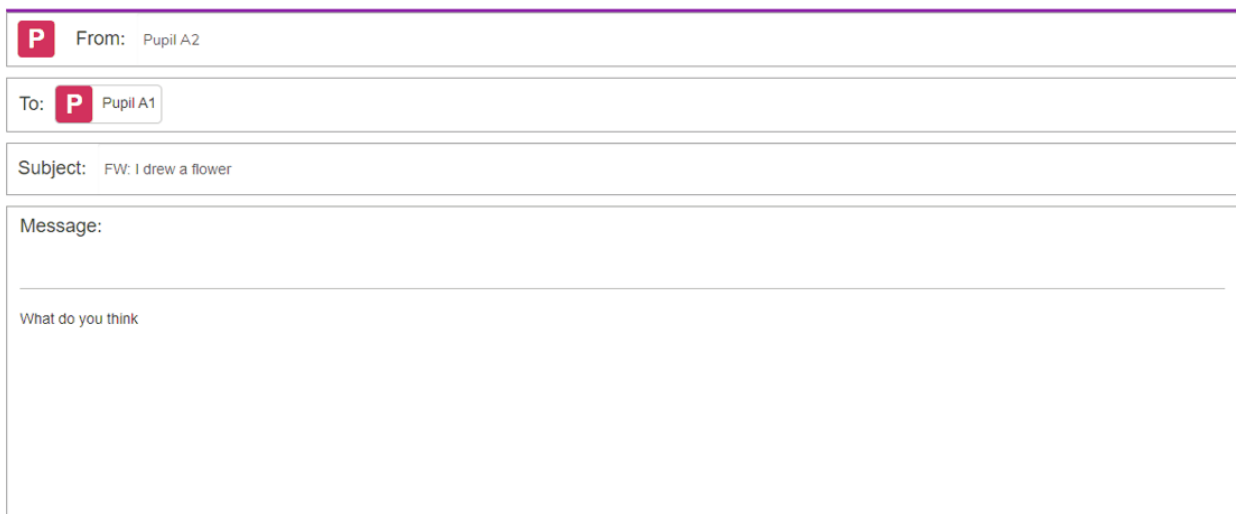 P From: Pupil A2
To: P Pupil A1
Subject: FW: I drew a flower
Message:
What do you think